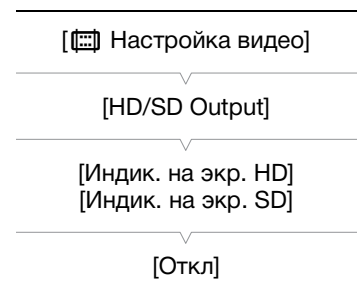 [ Настройка видео]
[HD/SD Output]
[Индик. на экр. HD]
[Индик. на экр. SD]
[Откл]